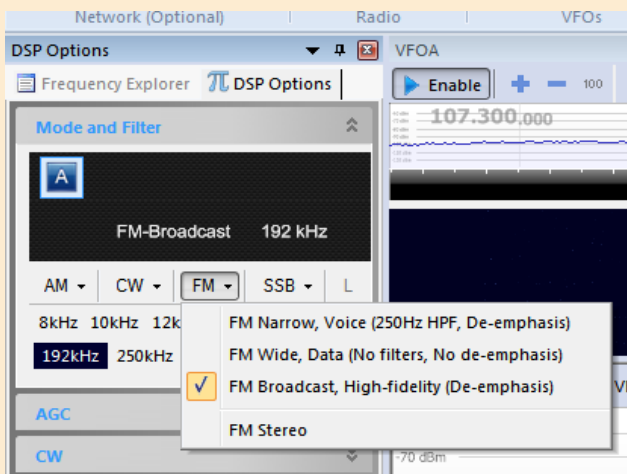 Network (Optional) Radio VFOs
DSP Options VFOA
Frequency Explorer DSP Options
Enable 100
Mode and Filter
107.300.000
A
FM-Broadcast 192 kHz
AM CW FM SSB L
8kHz 10kHz 12k
FM Narrow, Voice (250Hz HPF, De-emphasis)
192kHz 250kHz
FM Wide, Data (No filters, No de-emphasis)
FM Broadcast, High-fidelity (De-emphasis)
AGC
FM Stereo
CW
-70 dBm